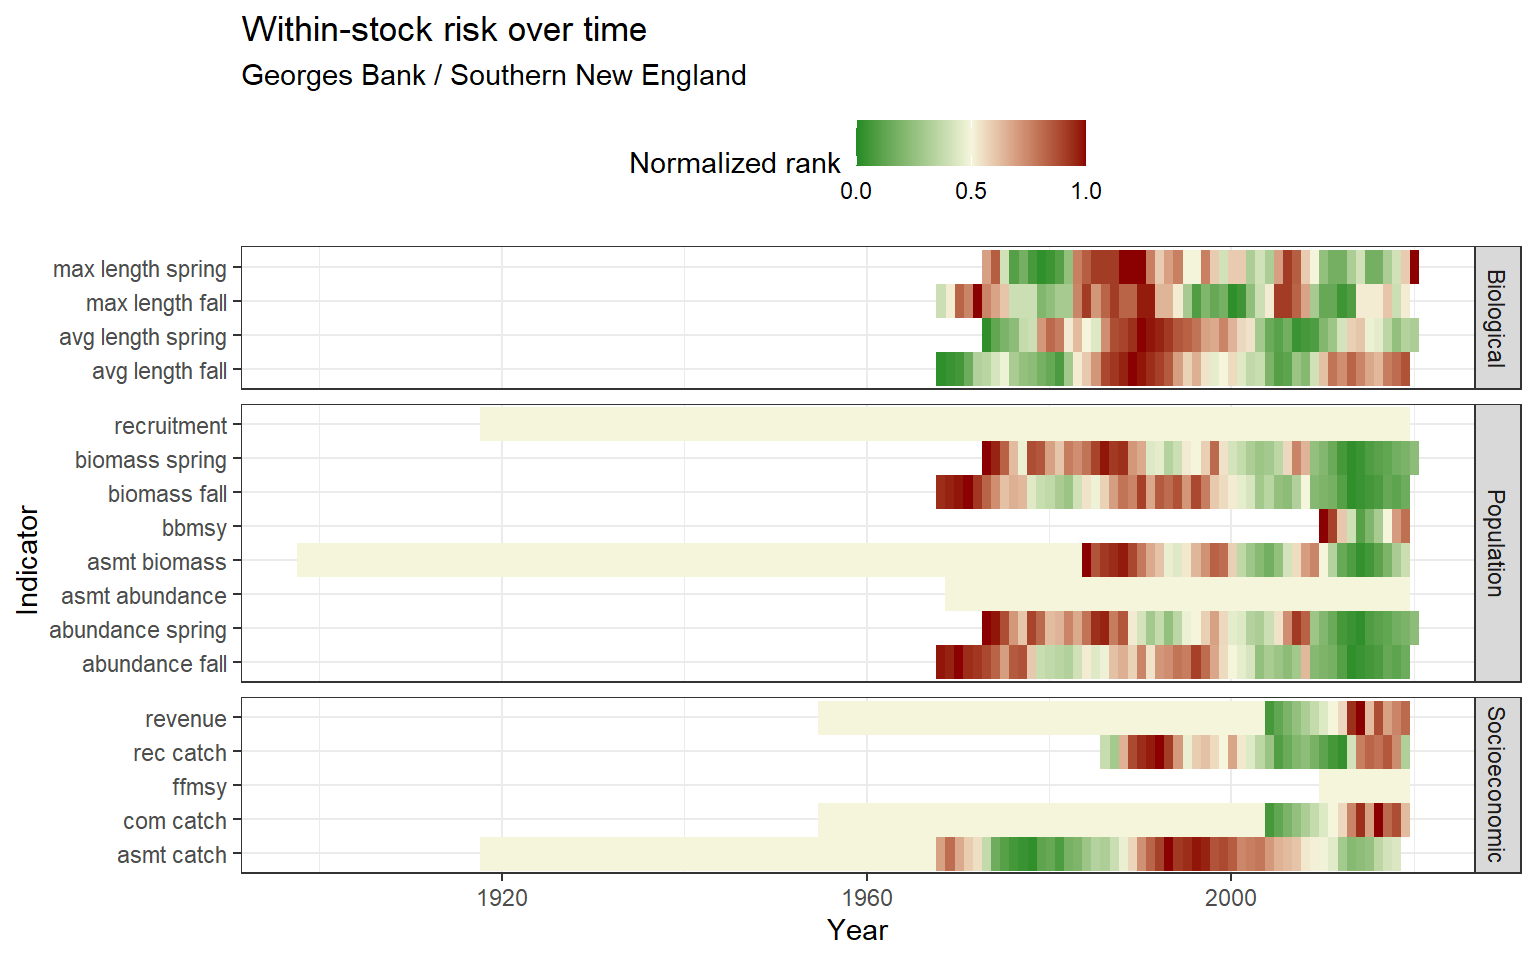 Within-stock risk over time
Georges Bank / Southern New England
Normalized rank
0.0 0.5 1.0
Indicator
max length spring
max length fall
avg length spring
avg length fall
Biological
recruitment
biomass spring
biomass fall
bbmsy
asmt biomass
asmt abundance
abundance spring
abundance fall
Population
revenue
rec catch
ffmsy
com catch
asmt catch
Socioeconomic
1920 1960 2000
Year